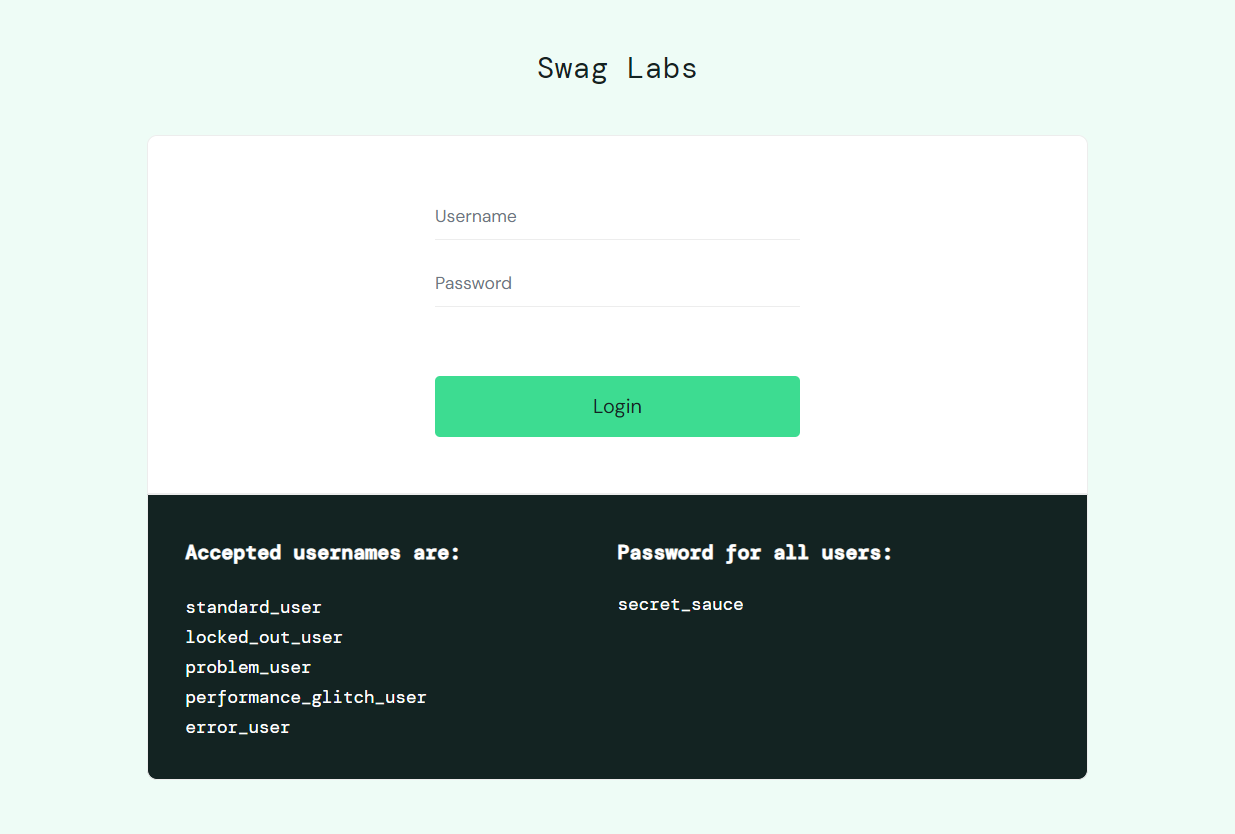 Swag Labs
Username
Password
Login
Accepted usernames are:
standard_user
locked_out_user
problem_user
performance_glitch_user
error_user
Password for all users:
secret_sauce